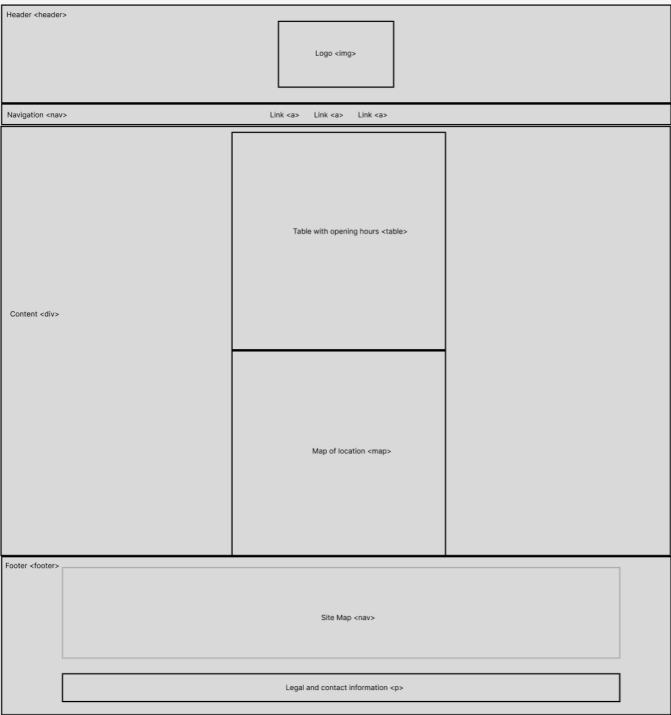 Header <header>
Logo <img>
Navigation <nav>
Link <a> Link <a> Link <a>
Table with opening hours <table>
Content <div>
Map of location <map>
Footer <footer>
Site Map <nav>
Legal and contact information <p>